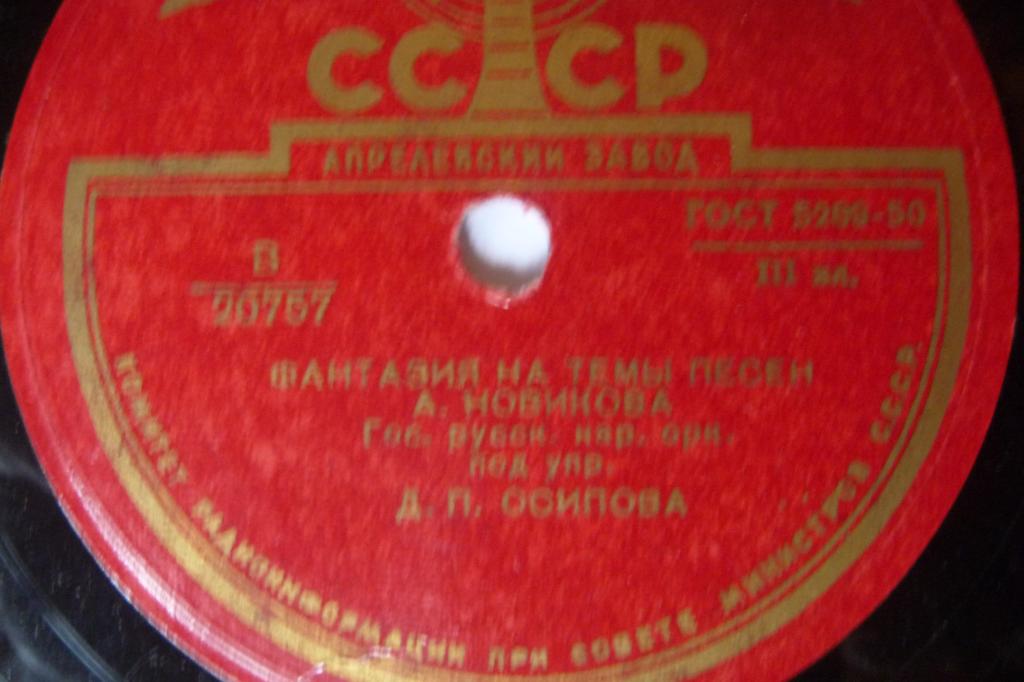 СССР
АПРЕЛЕВСКИЙ ЗАВОД
ГОСТ 5289-50
В
III кл.
20757
ФАНТАЗИЯ НА ТЕМЫ ПЕСЕН
А. НОВИКОВА
Гос. русск. нар. орк.
под упр.
Д. П. ОСИПОВА
КОМИТЕТ РАДИОИНФОРМАЦИИ ПРИ СОВЕТЕ МИНИСТРОВ СССР